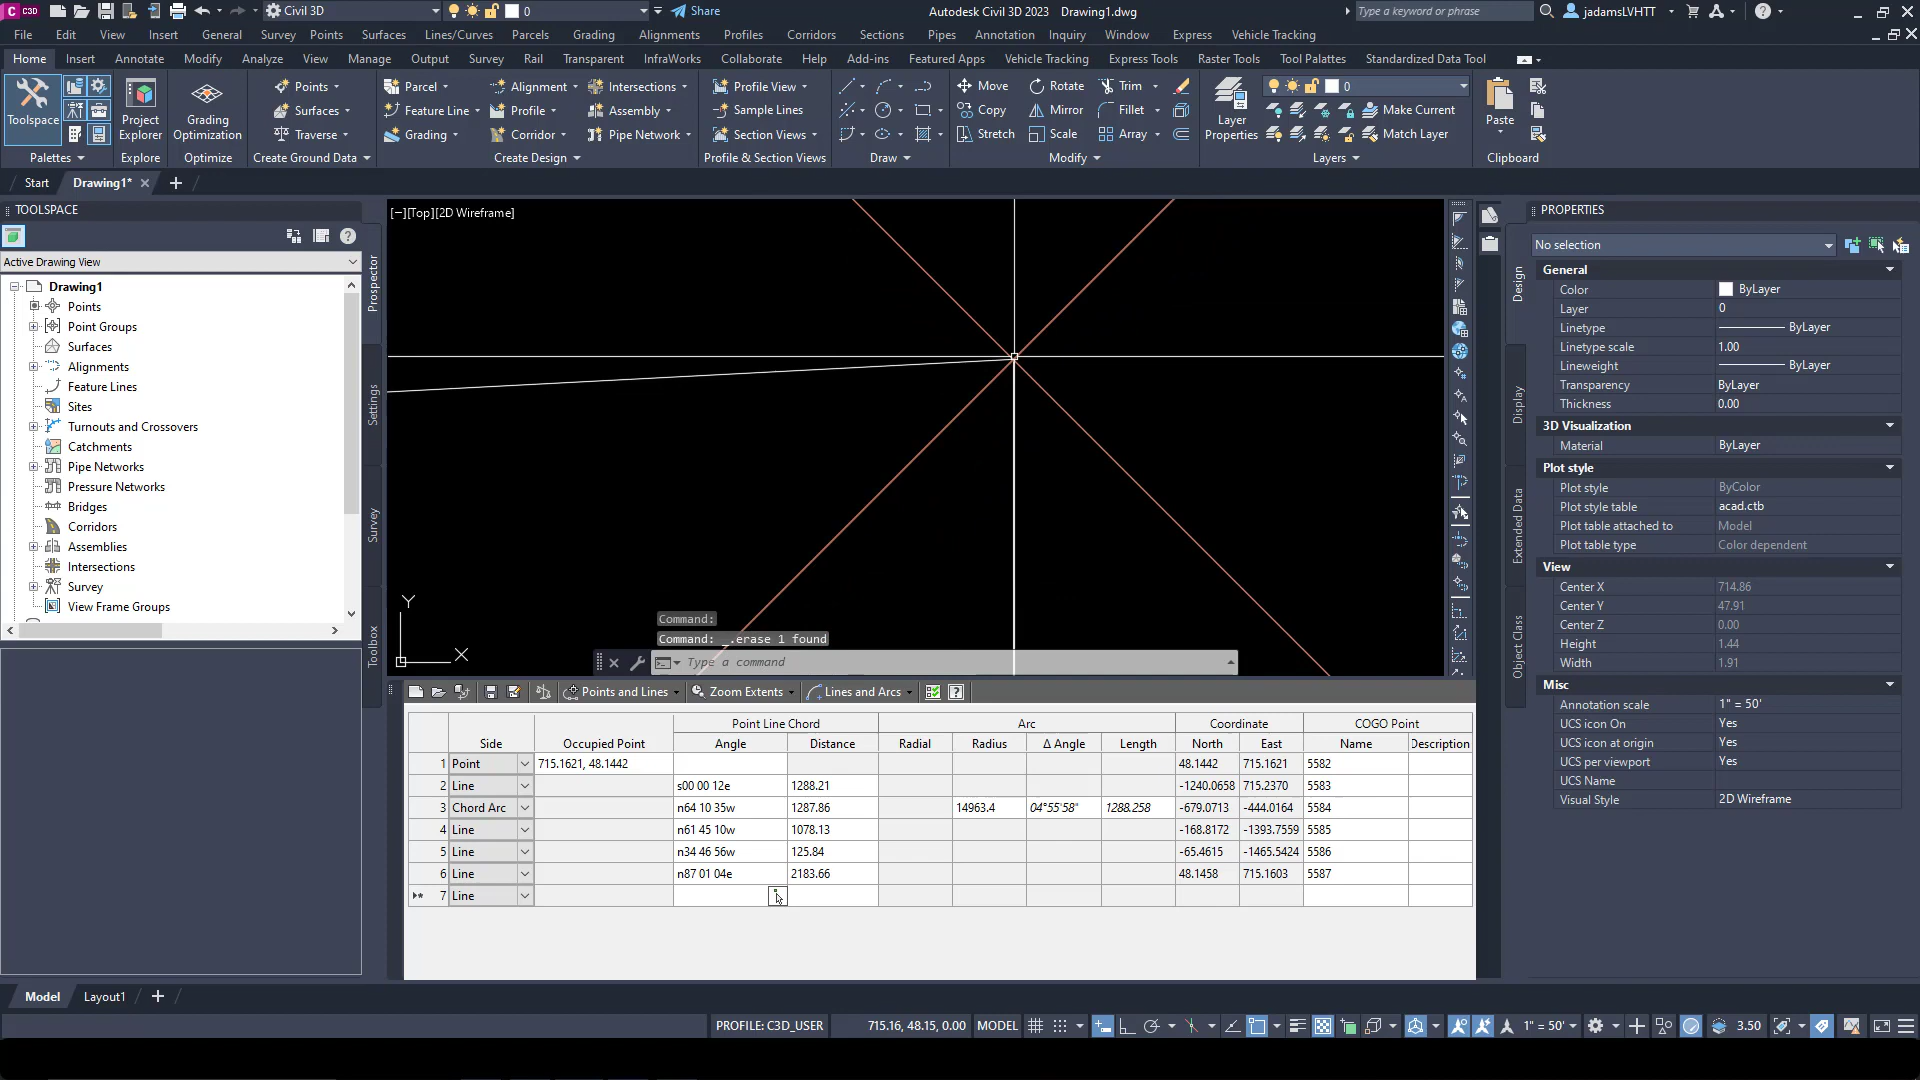 C3D Civil 3D 0 Share Autodesk Civil 3D 2023 Drawing1.dwg Type a keyword or phrase jadamsLVHTT
File Edit View Insert General Survey Points Surfaces Lines/Curves Parcels Grading Alignments Profiles Corridors Sections Pipes Annotation Inquiry Window Express Vehicle Tracking
Home Insert Annotate Modify Analyze View Manage Output Survey Rail Transparent InfraWorks Collaborate Help Add-ins Featured Apps Vehicle Tracking Express Tools Raster Tools Tool Palettes Standardized Data Tool
Points Parcel Alignment Intersections Profile View Move Rotate Trim 0
Toolspace Project Explorer Grading Optimization Surfaces Feature Line Profile Assembly Sample Lines Copy Mirror Fillet Layer Properties Make Current Paste
Traverse Grading Corridor Pipe Network Section Views Stretch Scale Array Match Layer
Palettes Explore Optimize Create Ground Data Create Design Profile & Section Views Draw Modify Layers Clipboard
Start Drawing1*
TOOLSPACE
Active Drawing View
Drawing1
Points
Point Groups
Surfaces
Alignments
Feature Lines
Sites
Turnouts and Crossovers
Catchments
Pipe Networks
Pressure Networks
Bridges
Corridors
Assemblies
Intersections
Survey
View Frame Groups
Prospector
Settings
Survey
Toolbox
[−][Top][2D Wireframe]
Y
X
Command:
Command: _.erase 1 found
Type a command
Points and Lines Zoom Extents Lines and Arcs
Point Line Chord Arc Coordinate COGO Point
Side Occupied Point Angle Distance Radial Radius Δ Angle Length North East Name Description
1 Point 715.1621, 48.1442 48.1442 715.1621 5582
2 Line s00 00 12e 1288.21 -1240.0658 715.2370 5583
3 Chord Arc n64 10 35w 1287.86 14963.4 04°55'58" 1288.258 -679.0713 -444.0164 5584
4 Line n61 45 10w 1078.13 -168.8172 -1393.7559 5585
5 Line n34 46 56w 125.84 -65.4615 -1465.5424 5586
6 Line n87 01 04e 2183.66 48.1458 715.1603 5587
7 Line
PROPERTIES
No selection
General
Color ByLayer
Layer 0
Linetype ByLayer
Linetype scale 1.00
Lineweight ByLayer
Transparency ByLayer
Thickness 0.00
3D Visualization
Material ByLayer
Plot style
Plot style ByColor
Plot style table acad.ctb
Plot table attached to Model
Plot table type Color dependent
View
Center X 714.86
Center Y 47.91
Center Z 0.00
Height 1.44
Width 1.91
Misc
Annotation scale 1" = 50'
UCS icon On Yes
UCS icon at origin Yes
UCS per viewport Yes
UCS Name
Visual Style 2D Wireframe
Design
Display
Extended Data
Object Class
Model Layout1
PROFILE: C3D_USER 715.16, 48.15, 0.00 MODEL 1" = 50' 3.50